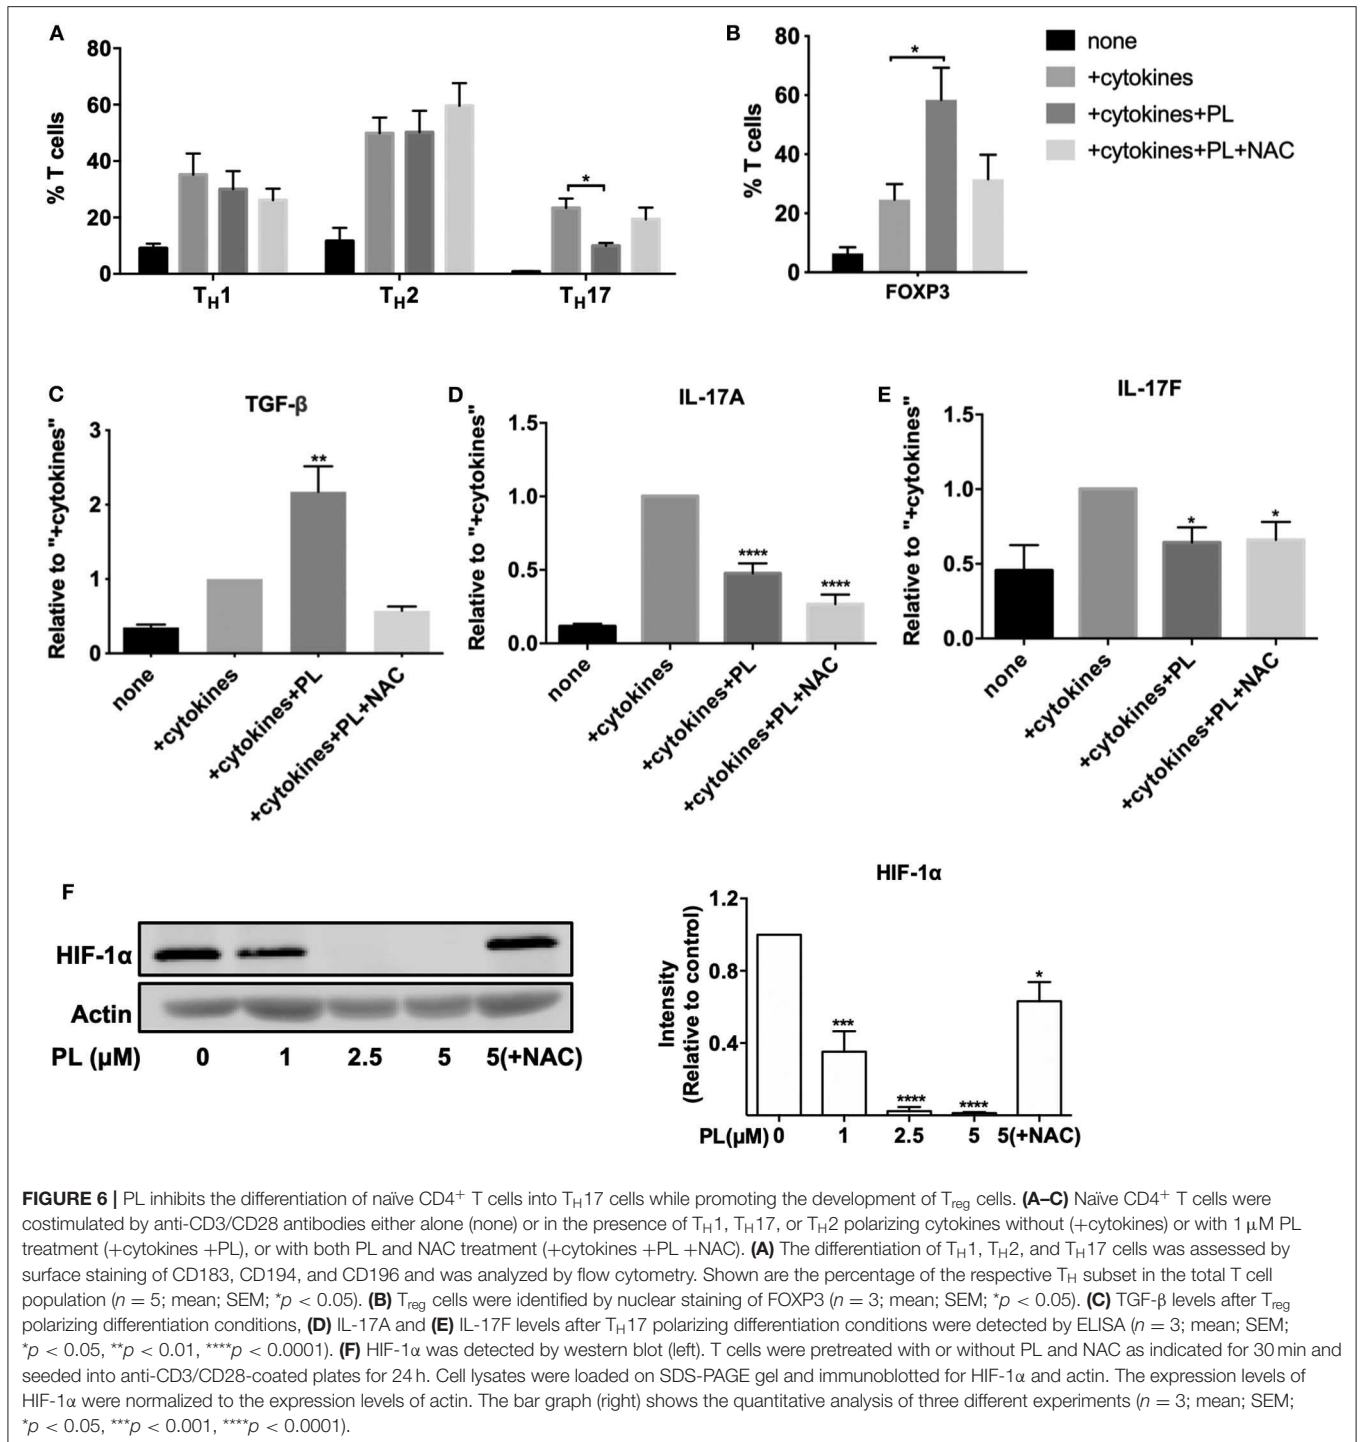 A
80
60
40
20
0
% T cells
*
TH1
TH2
TH17
B
80
60
40
20
0
% T cells
*
FOXP3
none
+cytokines
+cytokines+PL
+cytokines+PL+NAC
C
TGF-β
Relative to "+cytokines"
3
2
1
0
**
none
+cytokines
+cytokines+PL
+cytokines+PL+NAC
D
IL-17A
Relative to "+cytokines"
1.5
1.0
0.5
0.0
****
****
none
+cytokines
+cytokines+PL
+cytokines+PL+NAC
E
IL-17F
Relative to "+cytokines"
1.5
1.0
0.5
0.0
*
*
none
+cytokines
+cytokines+PL
+cytokines+PL+NAC
F
HIF-1α
Actin
PL (μM) 0 1 2.5 5 5(+NAC)
HIF-1α
Intensity
(Relative to control)
1.2
0.8
0.4
***
****
****
*
PL(μM) 0 1 2.5 5 5(+NAC)
FIGURE 6 | PL inhibits the differentiation of naïve CD4+ T cells into TH17 cells while promoting the development of Treg cells. (A–C) Naïve CD4+ T cells were
costimulated by anti-CD3/CD28 antibodies either alone (none) or in the presence of TH1, TH17, or TH2 polarizing cytokines without (+cytokines) or with 1 μM PL
treatment (+cytokines +PL), or with both PL and NAC treatment (+cytokines +PL +NAC). (A) The differentiation of TH1, TH2, and TH17 cells was assessed by
surface staining of CD183, CD194, and CD196 and was analyzed by flow cytometry. Shown are the percentage of the respective TH subset in the total T cell
population (n = 5; mean; SEM; *p < 0.05). (B) Treg cells were identified by nuclear staining of FOXP3 (n = 3; mean; SEM; *p < 0.05). (C) TGF-β levels after Treg
polarizing differentiation conditions, (D) IL-17A and (E) IL-17F levels after TH17 polarizing differentiation conditions were detected by ELISA (n = 3; mean; SEM;
*p < 0.05, **p < 0.01, ****p < 0.0001). (F) HIF-1α was detected by western blot (left). T cells were pretreated with or without PL and NAC as indicated for 30 min and
seeded into anti-CD3/CD28-coated plates for 24 h. Cell lysates were loaded on SDS-PAGE gel and immunoblotted for HIF-1α and actin. The expression levels of
HIF-1α were normalized to the expression levels of actin. The bar graph (right) shows the quantitative analysis of three different experiments (n = 3; mean; SEM;
*p < 0.05, ***p < 0.001, ****p < 0.0001).